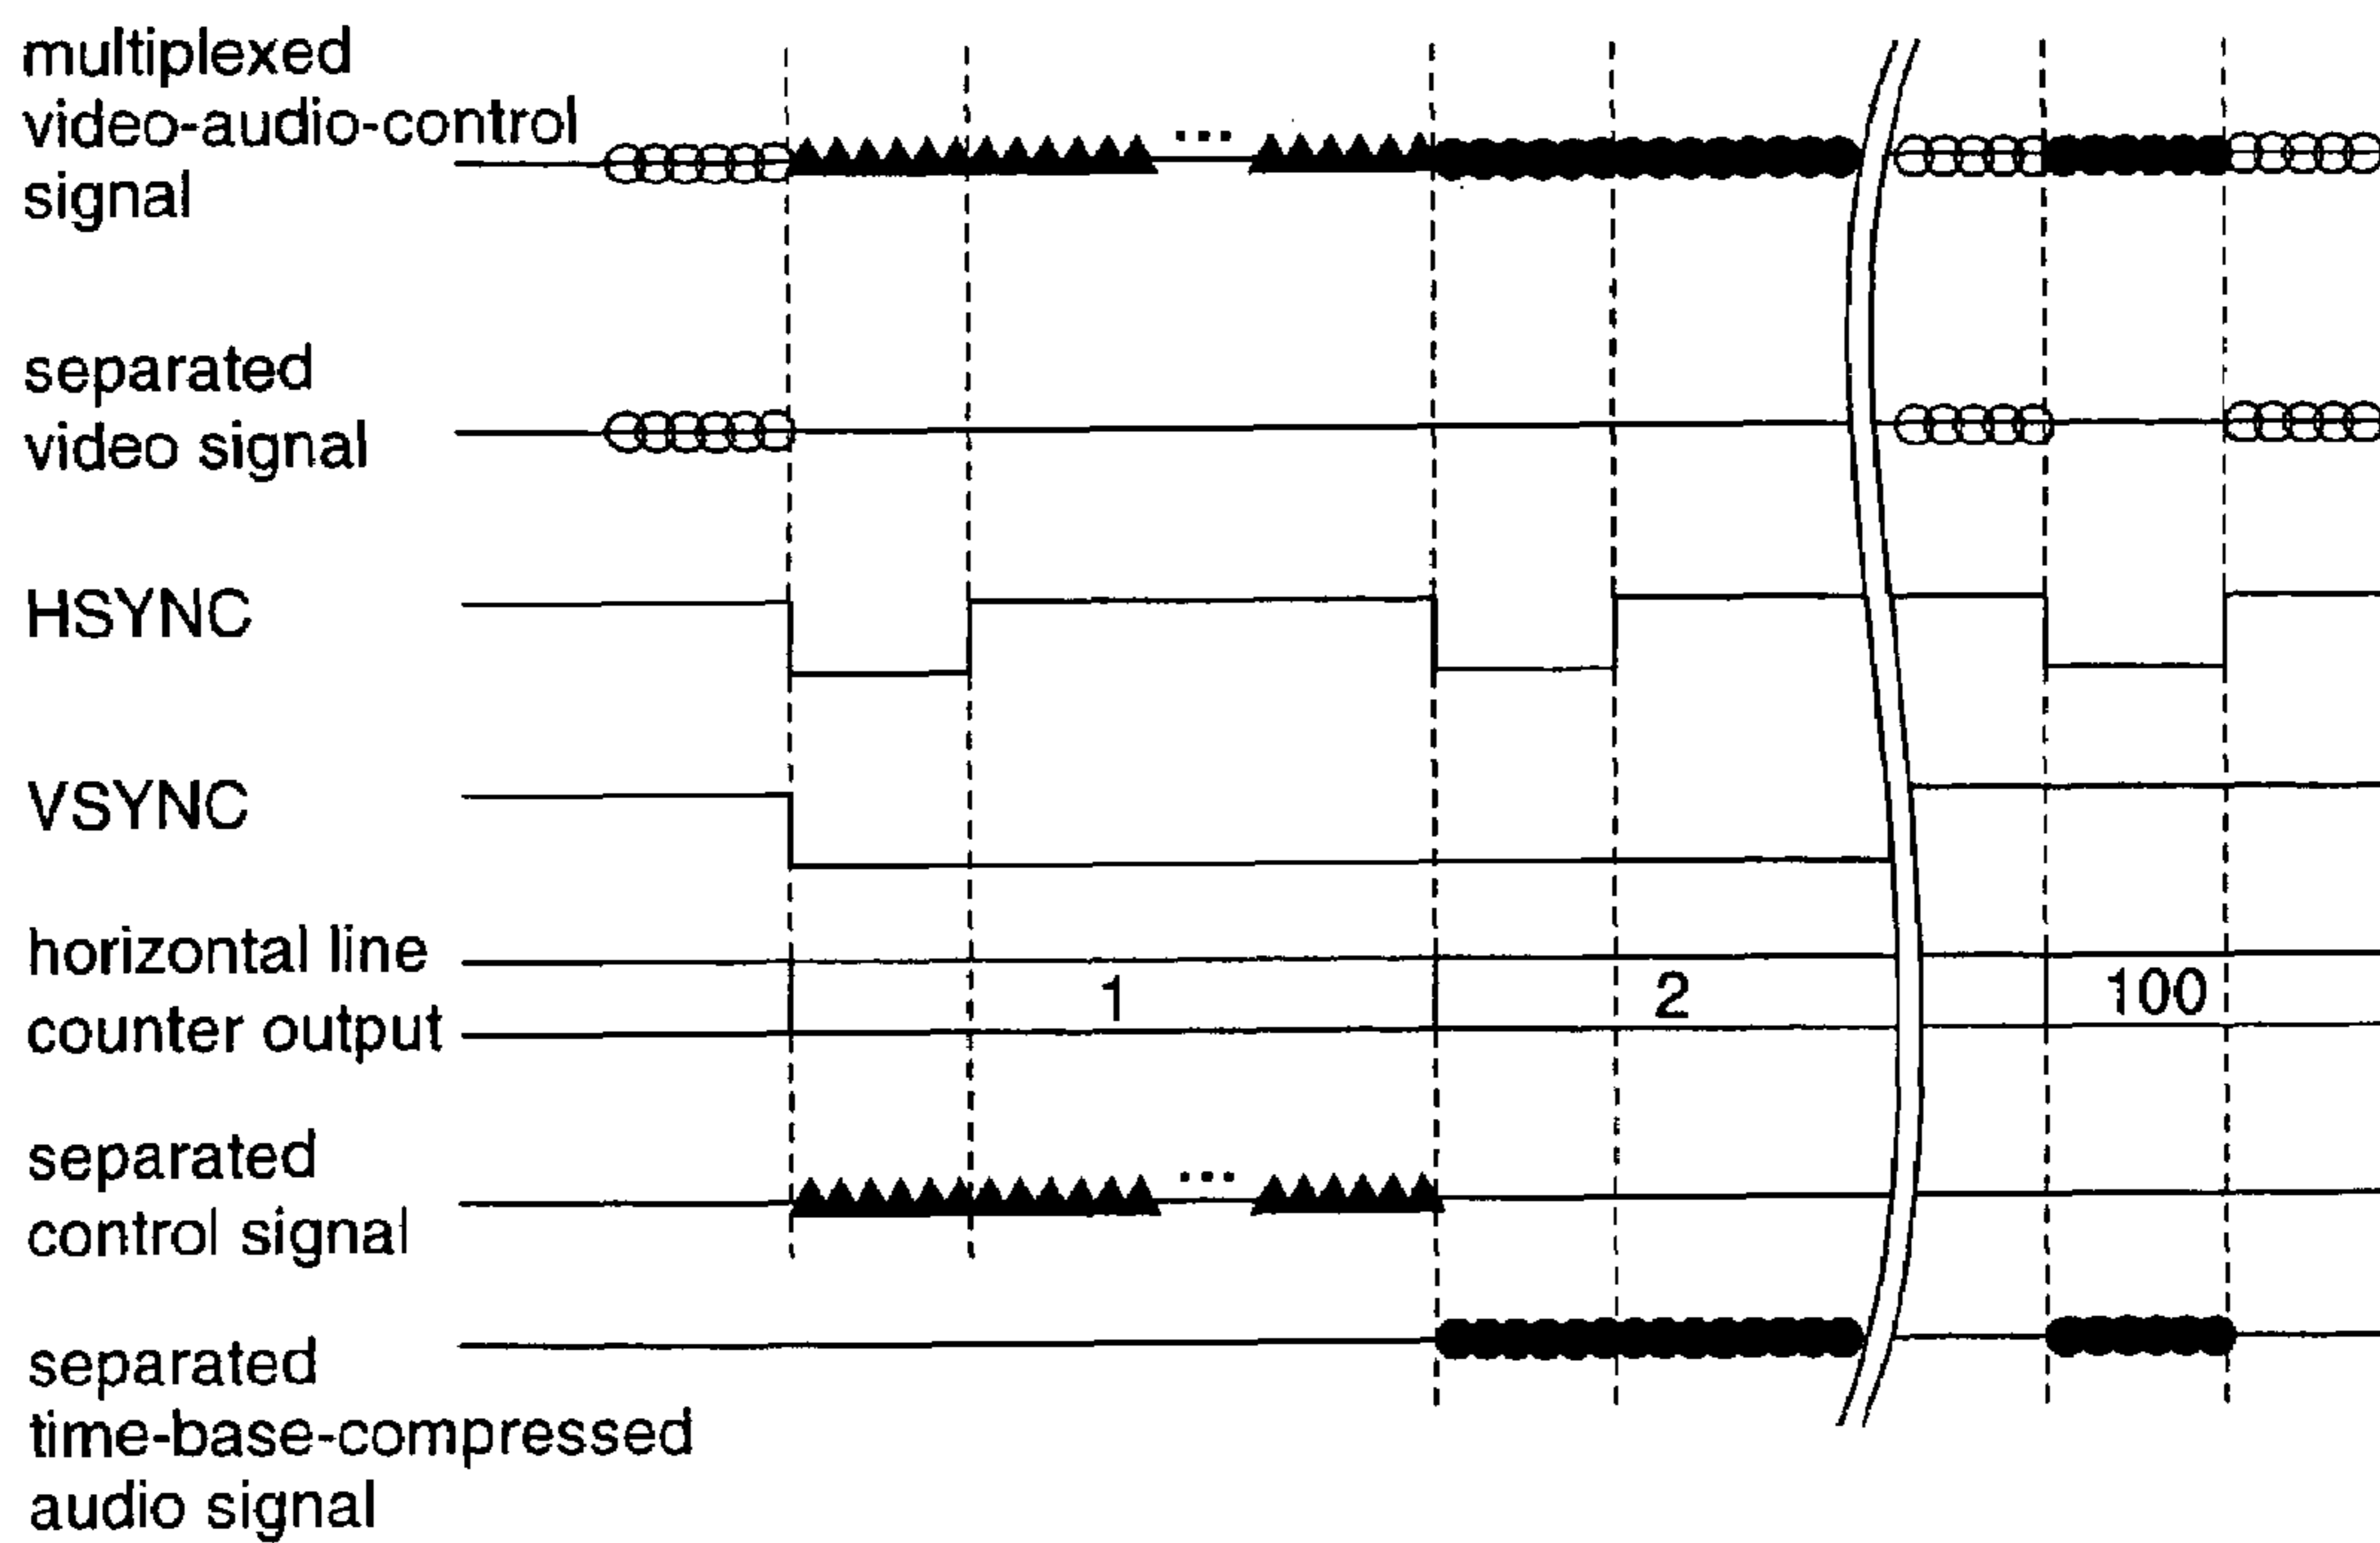 multiplexed
video-audio-control
signal
...
separated
video signal
HSYNC
VSYNC
horizontal line
counter output
1
2
100
separated
control signal
...
separated
time-base-compressed
audio signal